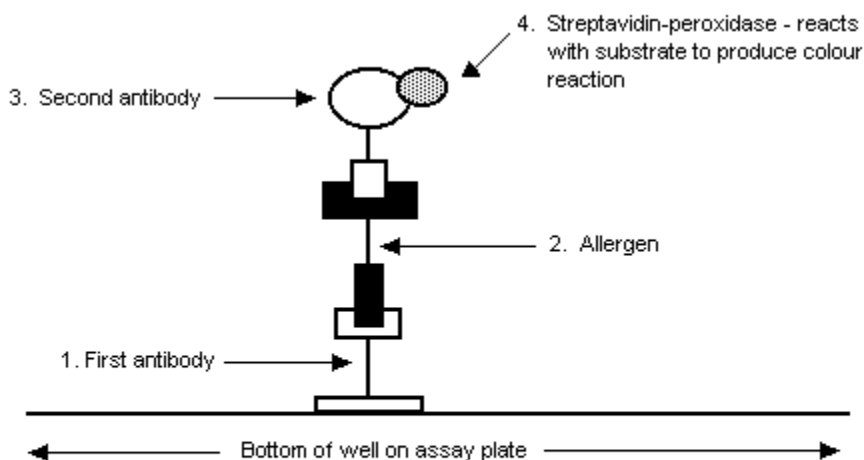 4. Streptavidin-peroxidase - reacts
with substrate to produce colour
reaction
3. Second antibody
2. Allergen
1. First antibody
Bottom of well on assay plate